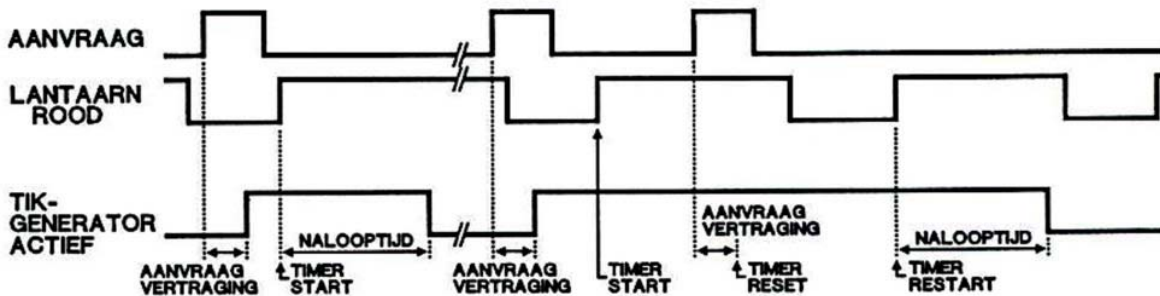 AANVRAAG
LANTAARN
ROOD
TIK-
GENERATOR
ACTIEF
NALOOPTIJD
AANVRAAG
VERTRAGING
TIMER
START
AANVRAAG
VERTRAGING
TIMER
START
AANVRAAG
VERTRAGING
TIMER
RESET
NALOOPTIJD
TIMER
RESTART